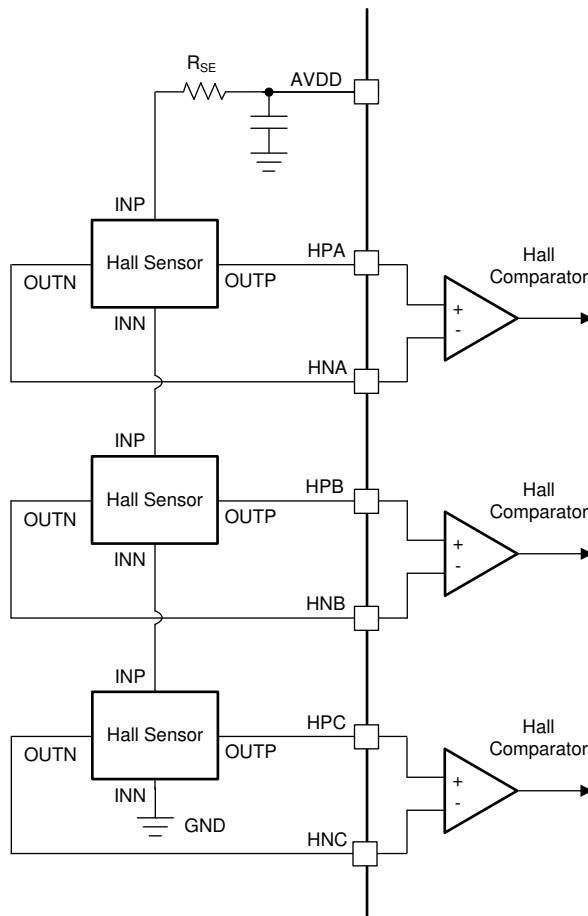 RSE
AVDD
INP
Hall Sensor
OUTN
OUTP
INN
HPA
HNA
Hall
Comparator
+
-
INP
Hall Sensor
OUTN
OUTP
INN
HPB
HNB
Hall
Comparator
+
-
INP
Hall Sensor
OUTN
OUTP
INN
GND
HPC
HNC
Hall
Comparator
+
-